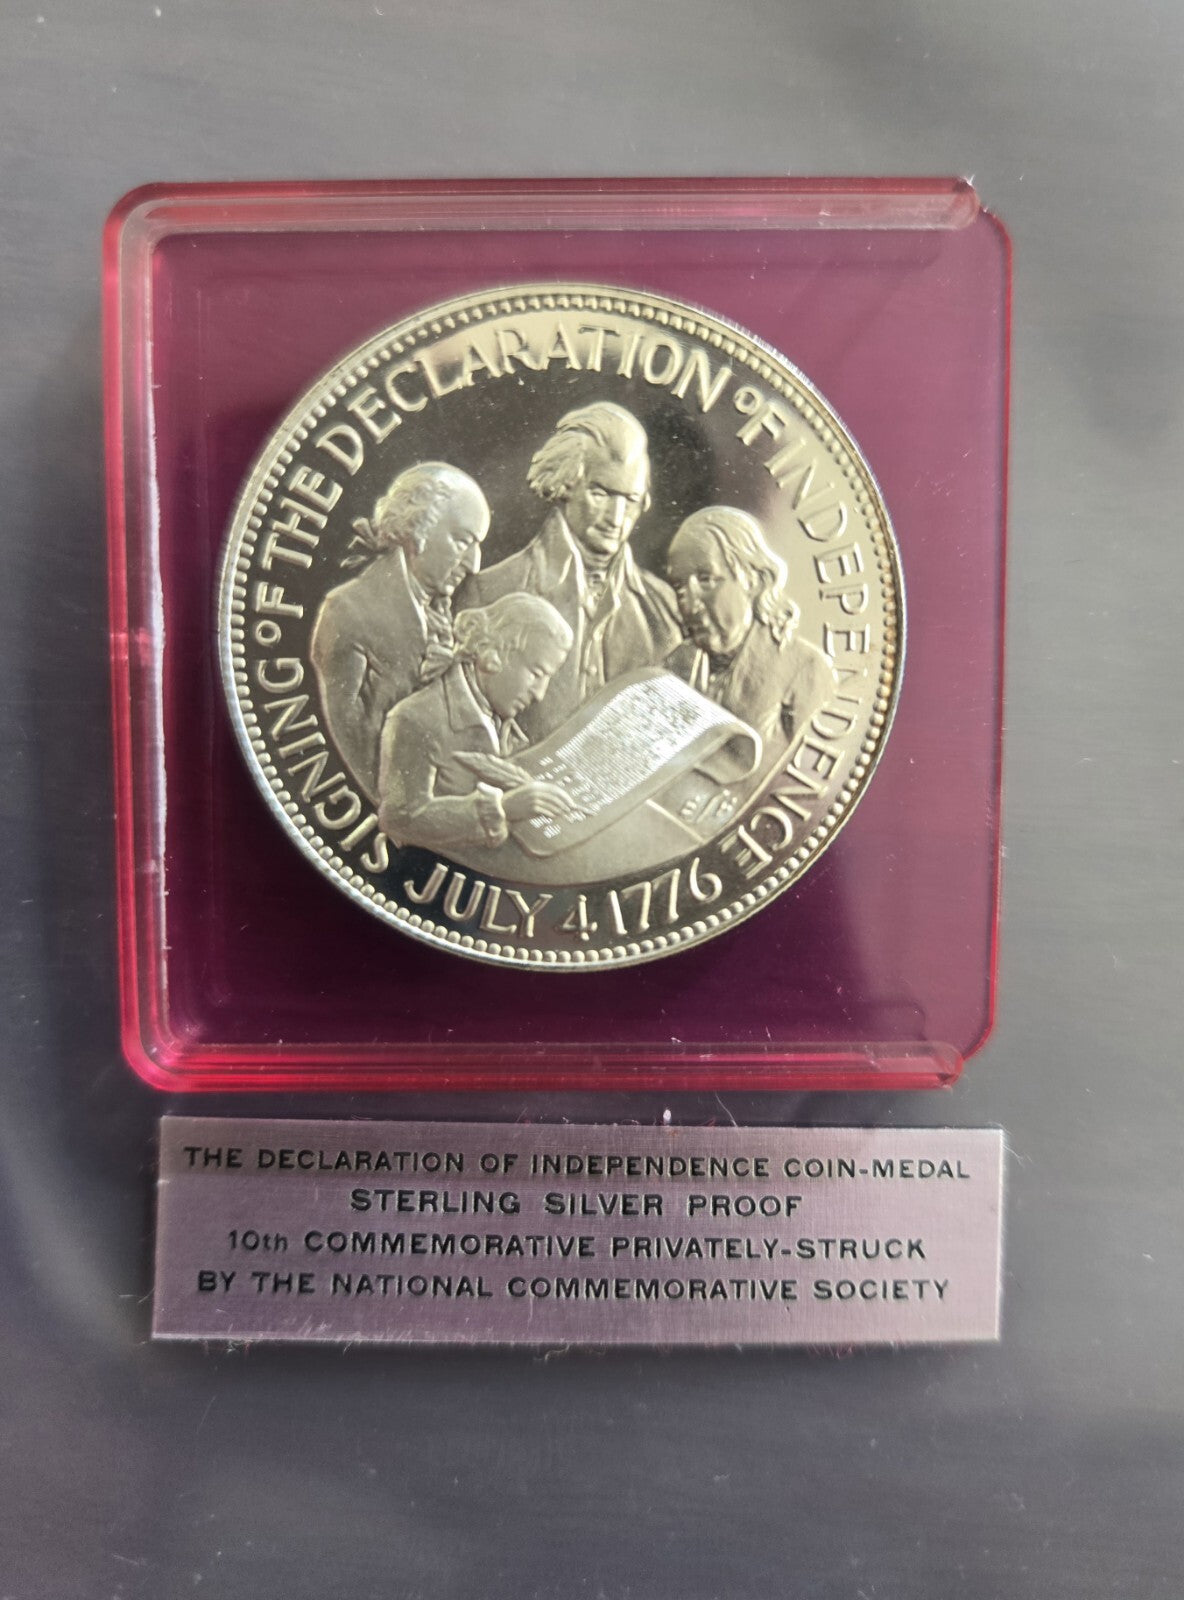 SIGNING OF THE DECLARATION OF INDEPENDENCE
JULY 4 1776
THE DECLARATION OF INDEPENDENCE COIN-MEDAL
STERLING SILVER PROOF
10th COMMEMORATIVE PRIVATELY-STRUCK
BY THE NATIONAL COMMEMORATIVE SOCIETY